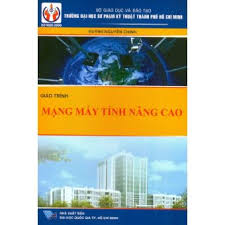 BỘ GIÁO DỤC VÀ ĐÀO TẠO
TRƯỜNG ĐẠI HỌC SƯ PHẠM KỸ THUẬT THÀNH PHỐ HỒ CHÍ MINH
HUỲNH NGUYÊN CHÍNH
GIÁO TRÌNH
MẠNG MÁY TÍNH NÂNG CAO
NHÀ XUẤT BẢN
ĐẠI HỌC QUỐC GIA TP. HỒ CHÍ MINH